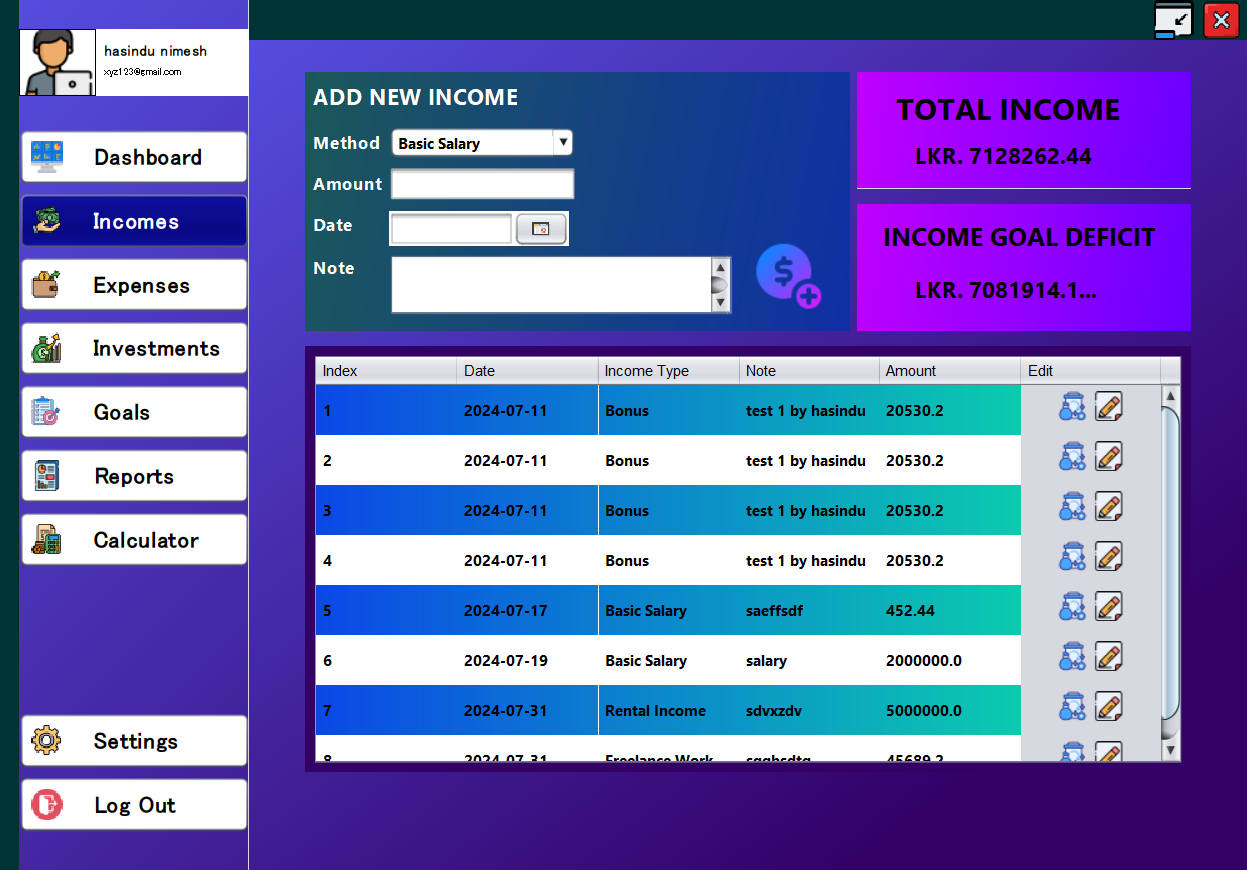 hasindu nimesh
xyz123@gmail.com
Dashboard
Incomes
Expenses
Investments
Goals
Reports
Calculator
Settings
Log Out
ADD NEW INCOME
Method Basic Salary
Amount
Date
Note
TOTAL INCOME
LKR. 7128262.44
INCOME GOAL DEFICIT
LKR. 7081914.1...
Index Date Income Type Note Amount Edit
1 2024-07-11 Bonus test 1 by hasindu 20530.2
2 2024-07-11 Bonus test 1 by hasindu 20530.2
3 2024-07-11 Bonus test 1 by hasindu 20530.2
4 2024-07-11 Bonus test 1 by hasindu 20530.2
5 2024-07-17 Basic Salary saeffsdf 452.44
6 2024-07-19 Basic Salary salary 2000000.0
7 2024-07-31 Rental Income sdvxzdv 5000000.0
8 2024-07-31 Freelance Work 45689.2